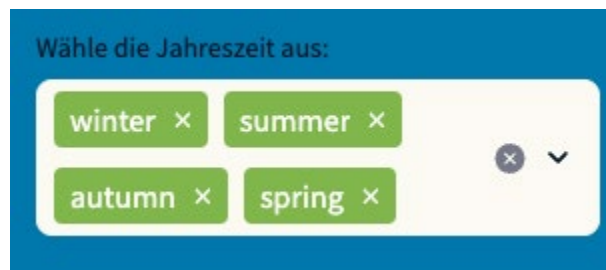 Wähle die Jahreszeit aus:
winter × summer ×
autumn × spring ×